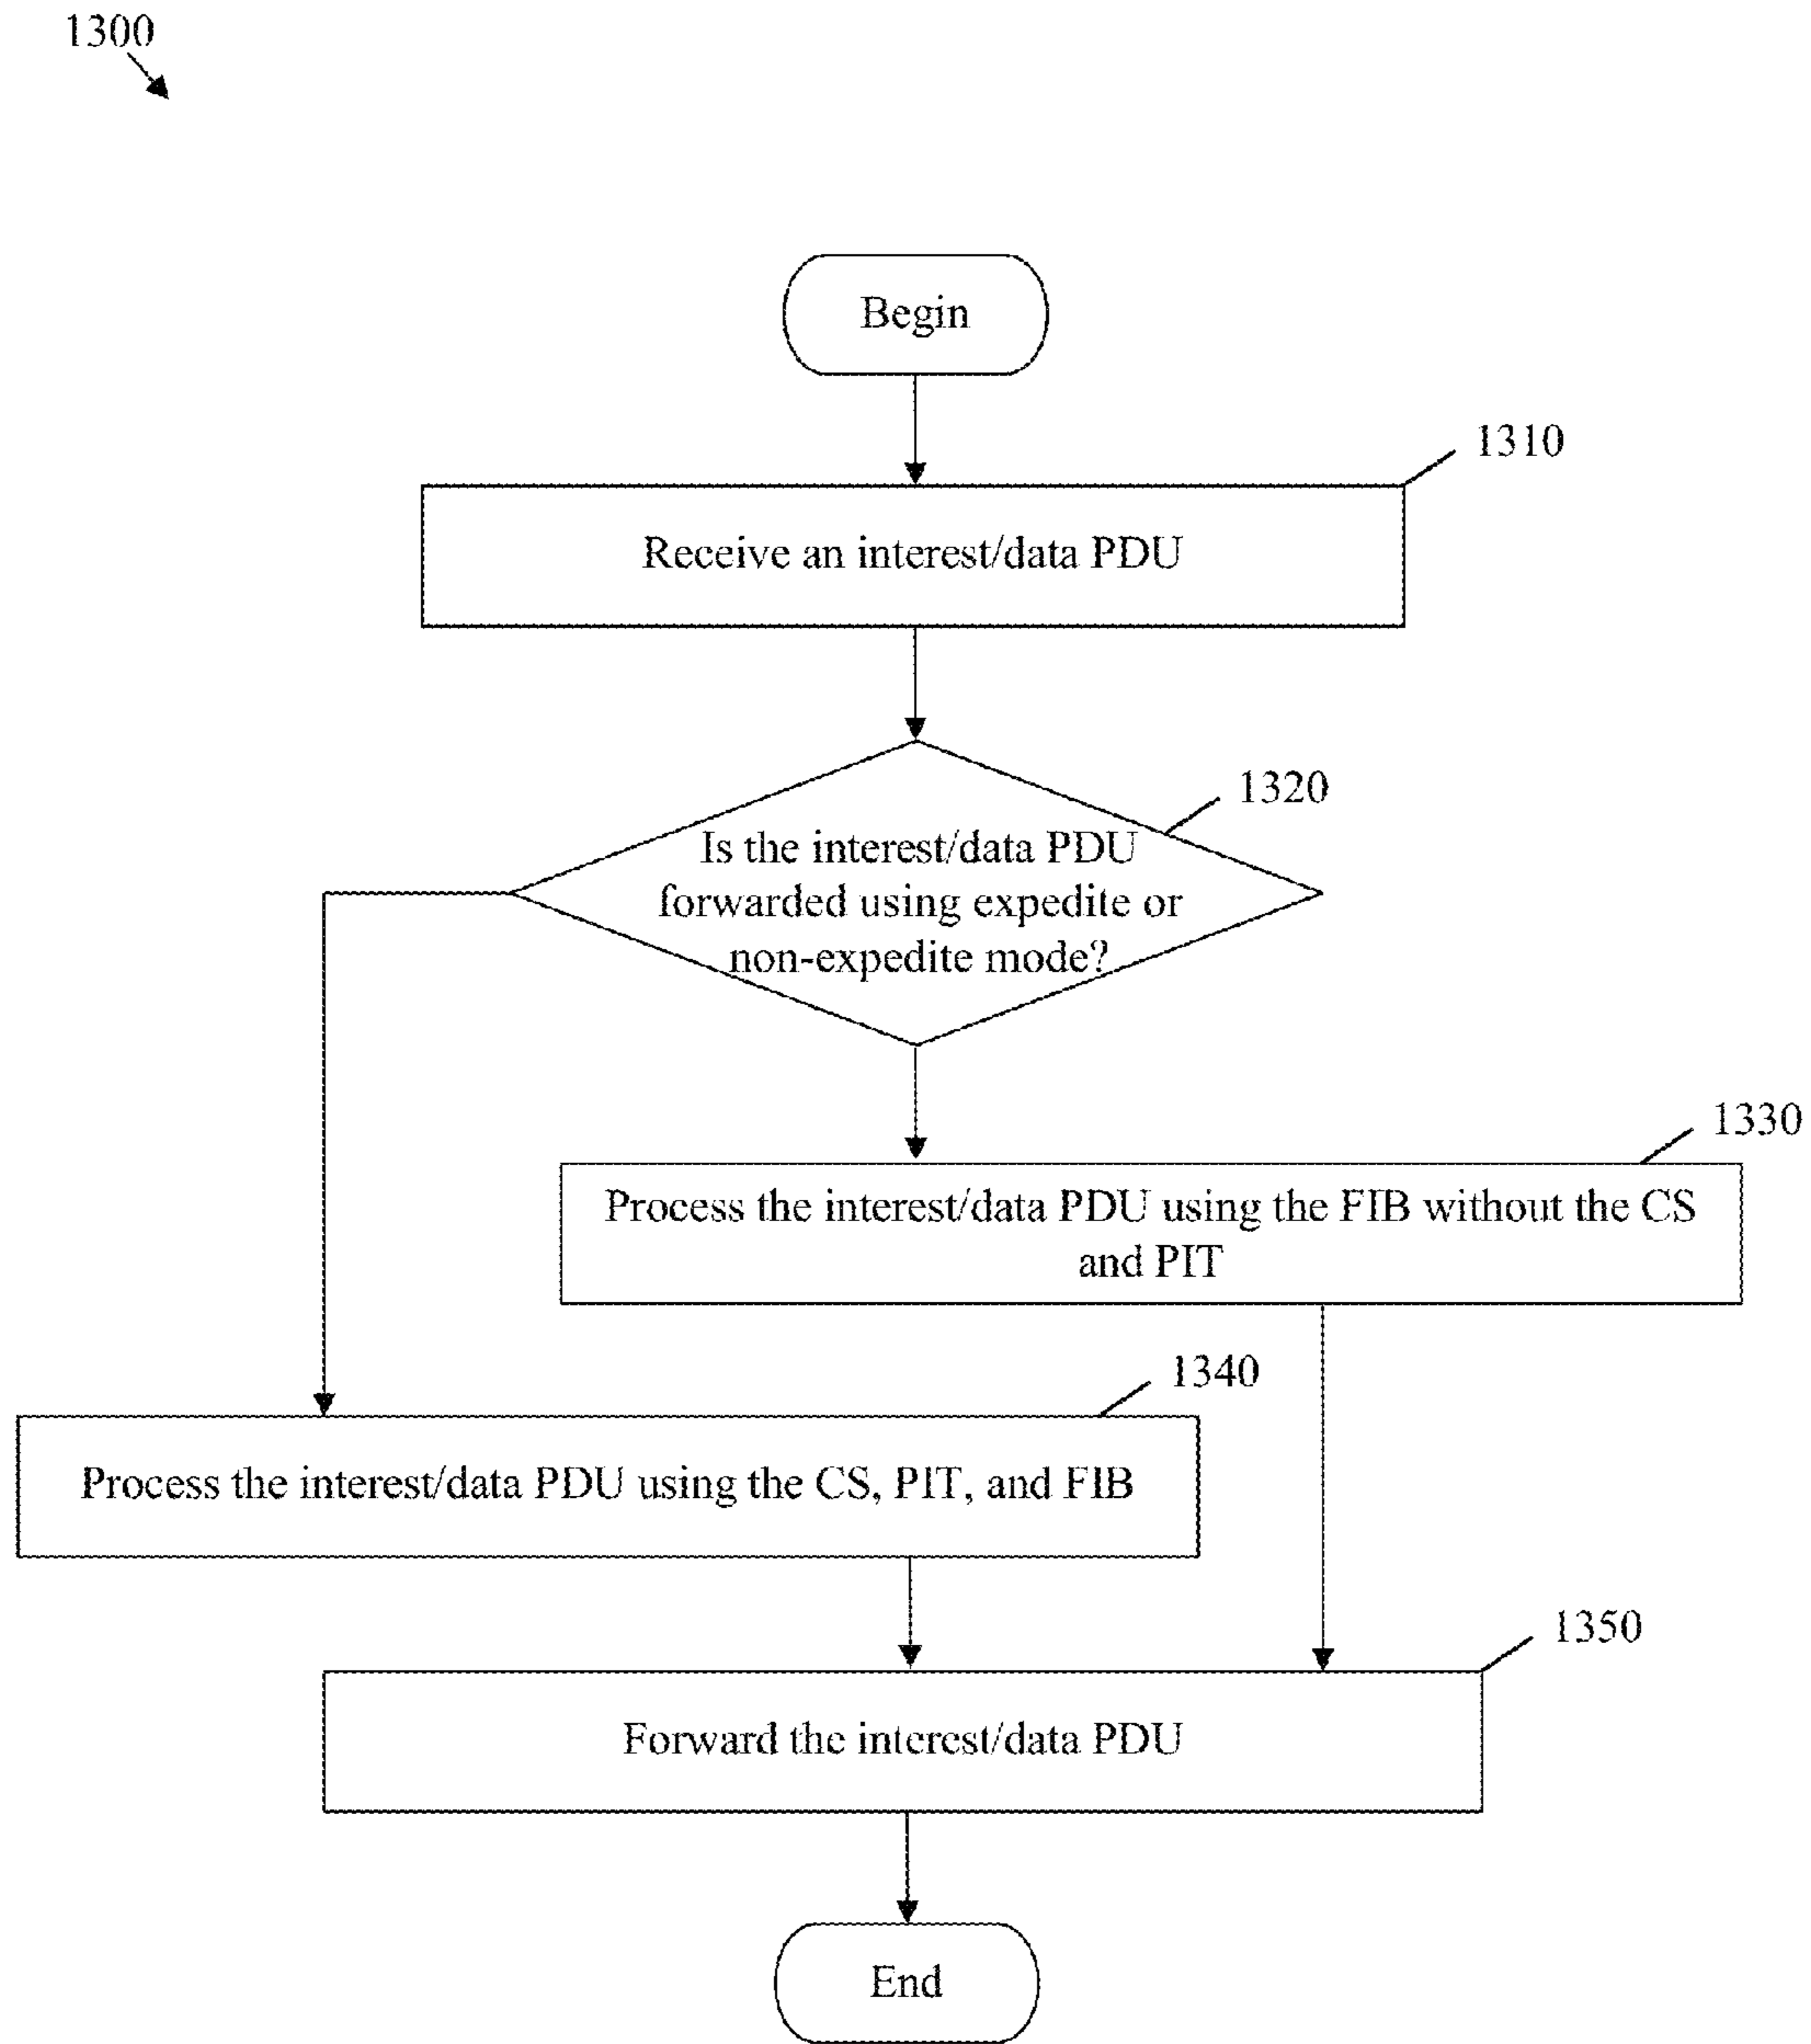 1300
Begin
1310
Receive an interest/data PDU
1320
Is the interest/data PDU
forwarded using expedite or
non-expedite mode?
1330
Process the interest/data PDU using the FIB without the CS
and PIT
1340
Process the interest/data PDU using the CS, PIT, and FIB
1350
Forward the interest/data PDU
End